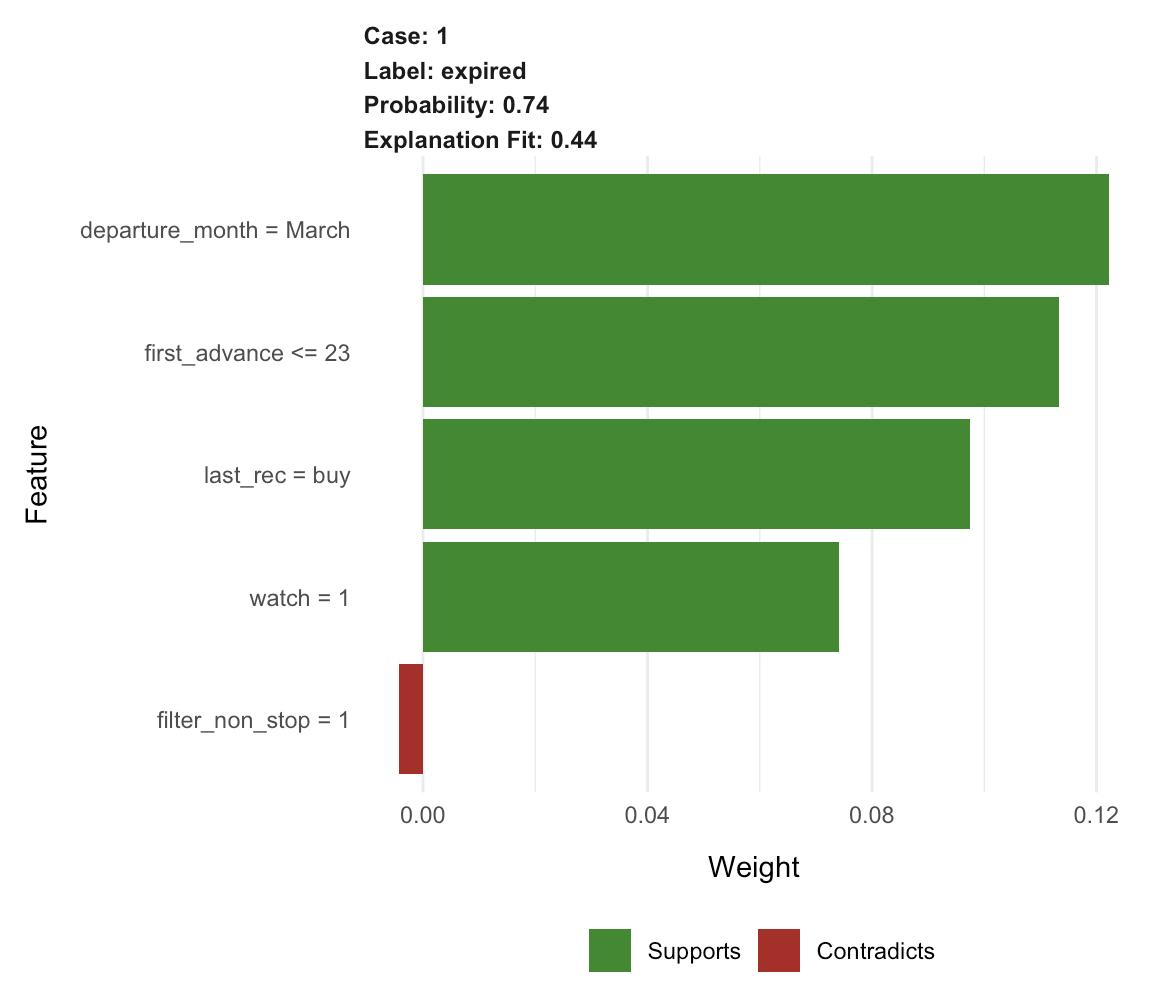 Case: 1
Label: expired
Probability: 0.74
Explanation Fit: 0.44
departure_month = March
first_advance <= 23
last_rec = buy
watch = 1
filter_non_stop = 1
Feature
0.00 0.04 0.08 0.12
Weight
Supports Contradicts